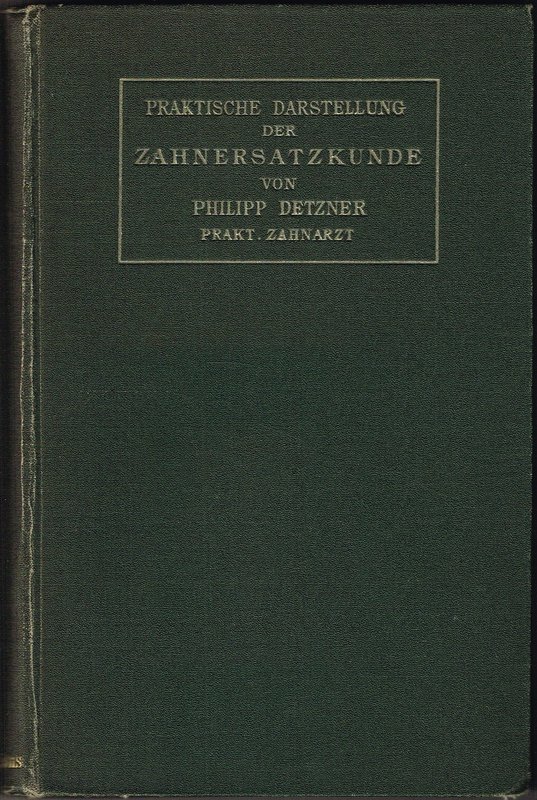 PRAKTISCHE DARSTELLUNG
DER
ZAHNERSATZKUNDE
VON
PHILIPP DETZNER
PRAKT. ZAHNARZT